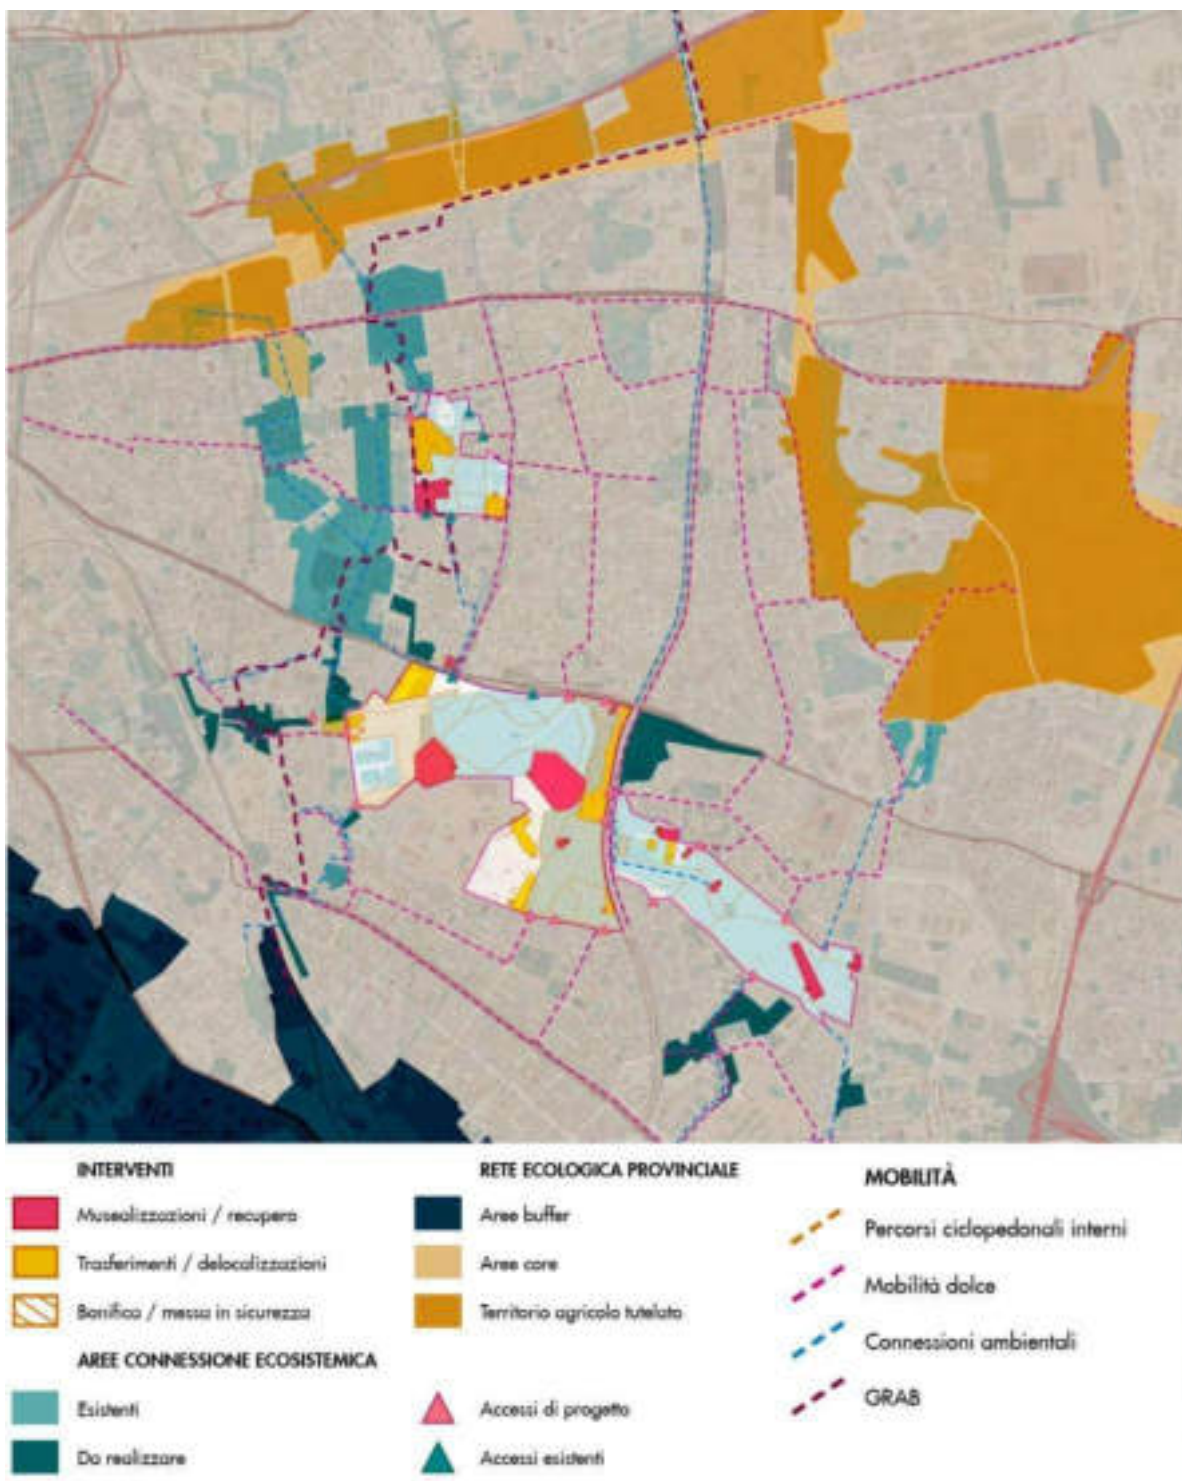 INTERVENTI
Musealizzazioni / recupero
Trasferimenti / delocalizzazioni
Bonifica / messa in sicurezza
AREE CONNESSIONE ECOSISTEMICA
Esistenti
Da realizzare
RETE ECOLOGICA PROVINCIALE
Aree buffer
Aree core
Territorio agricolo tutelato
Accessi di progetto
Accessi esistenti
MOBILITÀ
Percorsi ciclopedonali interni
Mobilità dolce
Connessioni ambientali
GRAB